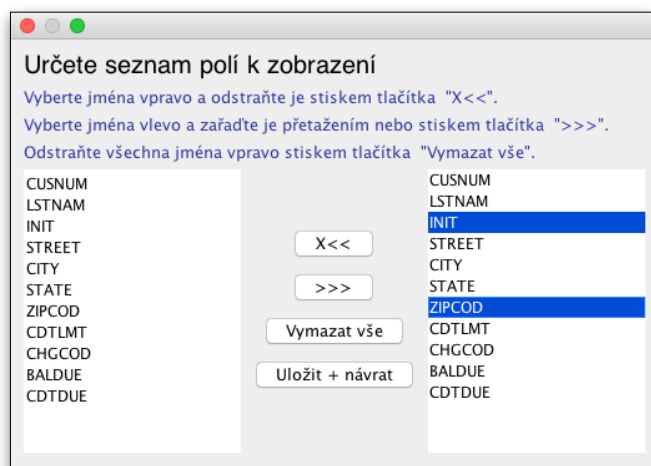 Určete seznam polí k zobrazení
Vyberte jména vpravo a odstraňte je stiskem tlačítka "X<<".
Vyberte jména vlevo a zařaďte je přetažením nebo stiskem tlačítka ">>>".
Odstraňte všechna jména vpravo stiskem tlačítka "Vymazat vše".
CUSNUM
LSTNAM
INIT
STREET
CITY
STATE
ZIPCOD
CDTLMT
CHGCOD
BALDUE
CDTDUE
X<<
>>>
Vymazat vše
Uložit + návrat
CUSNUM
LSTNAM
INIT
STREET
CITY
STATE
ZIPCOD
CDTLMT
CHGCOD
BALDUE
CDTDUE